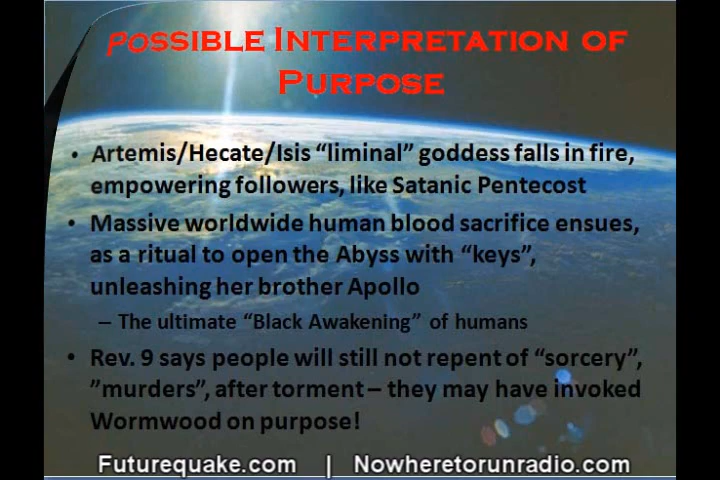 Possible Interpretation of
Purpose
• Artemis/Hecate/Isis “liminal” goddess falls in fire,
empowering followers, like Satanic Pentecost
• Massive worldwide human blood sacrifice ensues,
as a ritual to open the Abyss with “keys”,
unleashing her brother Apollo
– The ultimate “Black Awakening” of humans
• Rev. 9 says people will still not repent of “sorcery”,
”murders”, after torment – they may have invoked
Wormwood on purpose!
Futurequake.com | Nowheretorunradio.com